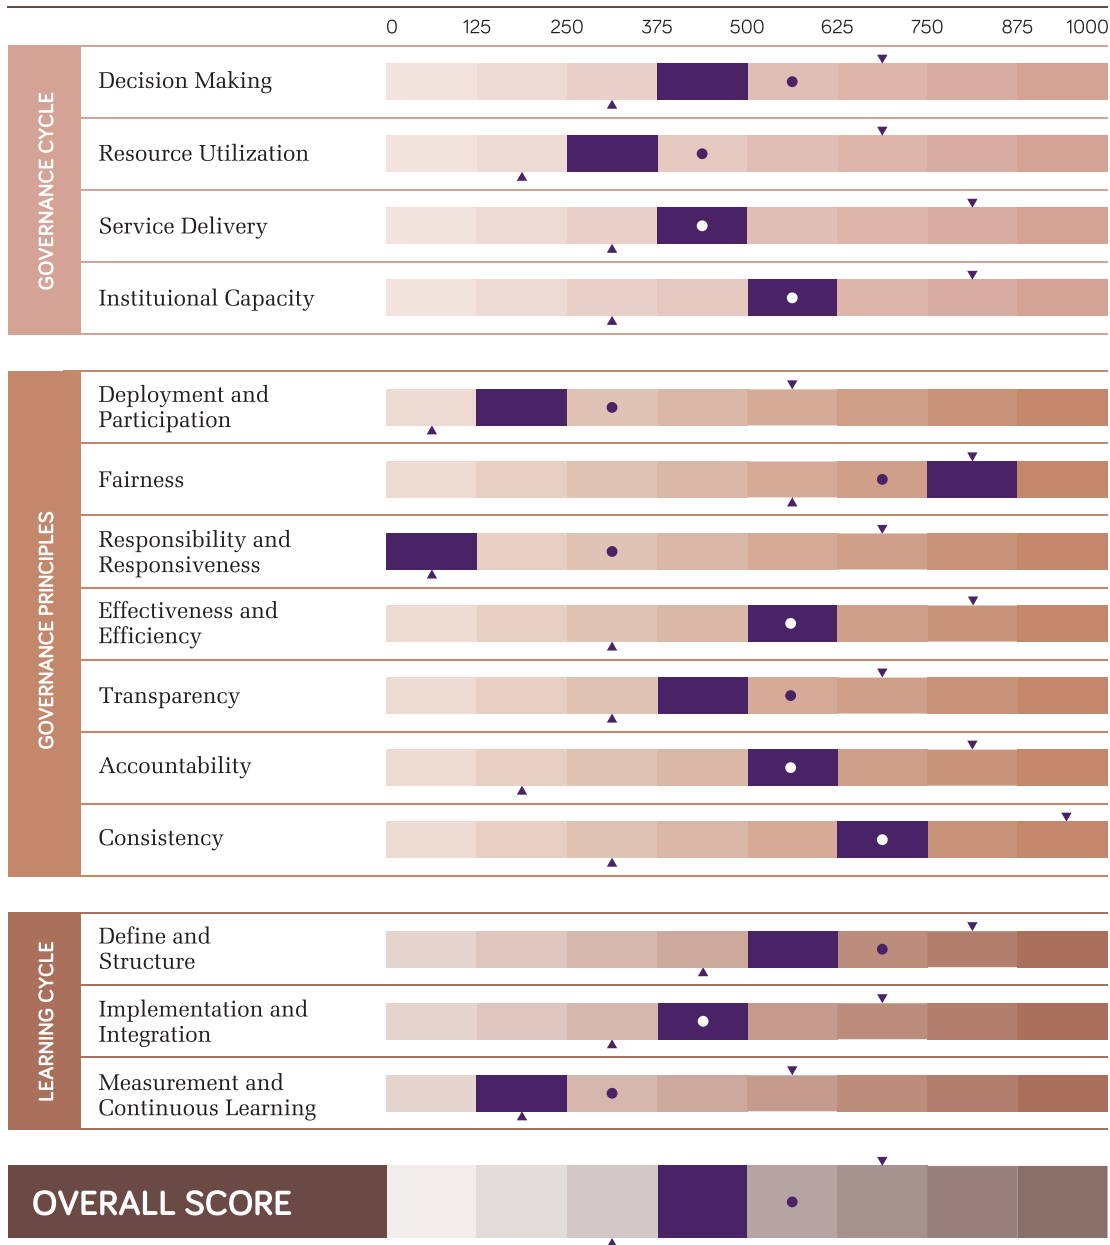 0 125 250 375 500 625 750 875 1000
GOVERNANCE CYCLE
Decision Making
Resource Utilization
Service Delivery
Instituional Capacity
GOVERNANCE PRINCIPLES
Deployment and
Participation
Fairness
Responsibility and
Responsiveness
Effectiveness and
Efficiency
Transparency
Accountability
Consistency
LEARNING CYCLE
Define and
Structure
Implementation and
Integration
Measurement and
Continuous Learning
OVERALL SCORE